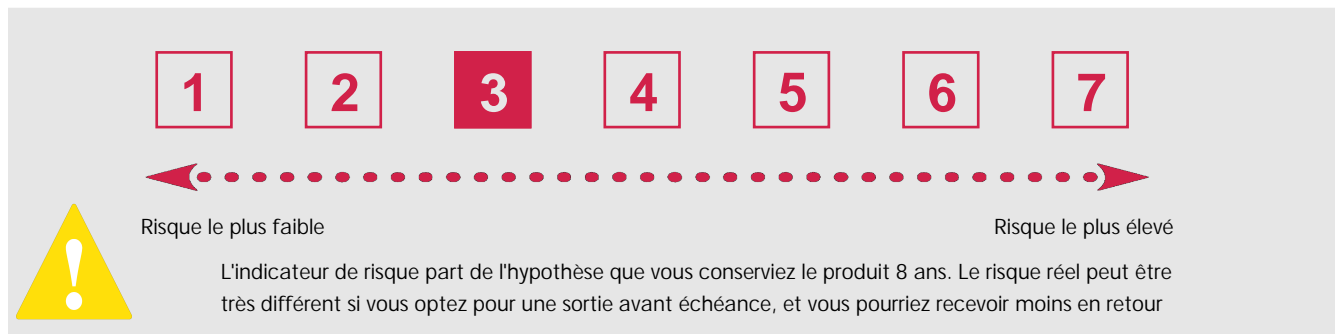 1 2 3 4 5 6 7
Risque le plus faible Risque le plus élevé
!
L'indicateur de risque part de l'hypothèse que vous conserviez le produit 8 ans. Le risque réel peut être
très différent si vous optez pour une sortie avant échéance, et vous pourriez recevoir moins en retour